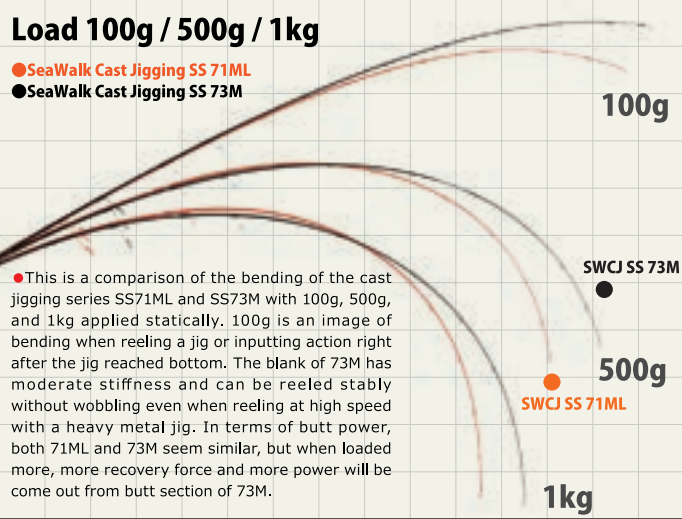 Load 100g / 500g / 1kg
●SeaWalk Cast Jigging SS 71ML
●SeaWalk Cast Jigging SS 73M
100g
SWCJ SS 73M
500g
SWCJ SS 71ML
1kg
●This is a comparison of the bending of the cast
jigging series SS71ML and SS73M with 100g, 500g,
and 1kg applied statically. 100g is an image of
bending when reeling a jig or inputting action right
after the jig reached bottom. The blank of 73M has
moderate stiffness and can be reeled stably
without wobbling even when reeling at high speed
with a heavy metal jig. In terms of butt power,
both 71ML and 73M seem similar, but when loaded
more, more recovery force and more power will be
come out from butt section of 73M.